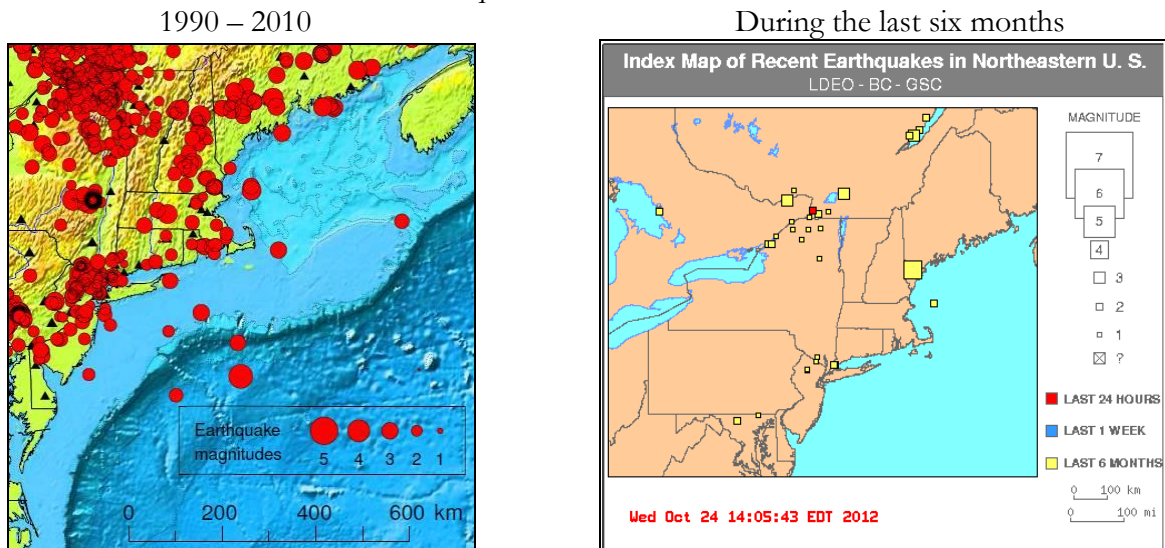 1990 – 2010
Earthquake
magnitudes
5 4 3 2 1
0 200 400 600 km
During the last six months
Index Map of Recent Earthquakes in Northeastern U. S.
LDEO - BC - GSC
MAGNITUDE
7
6
5
4
3
2
1
?
LAST 24 HOURS
LAST 1 WEEK
LAST 6 MONTHS
0 100 km
0 100 mi
Wed Oct 24 14:05:43 EDT 2012